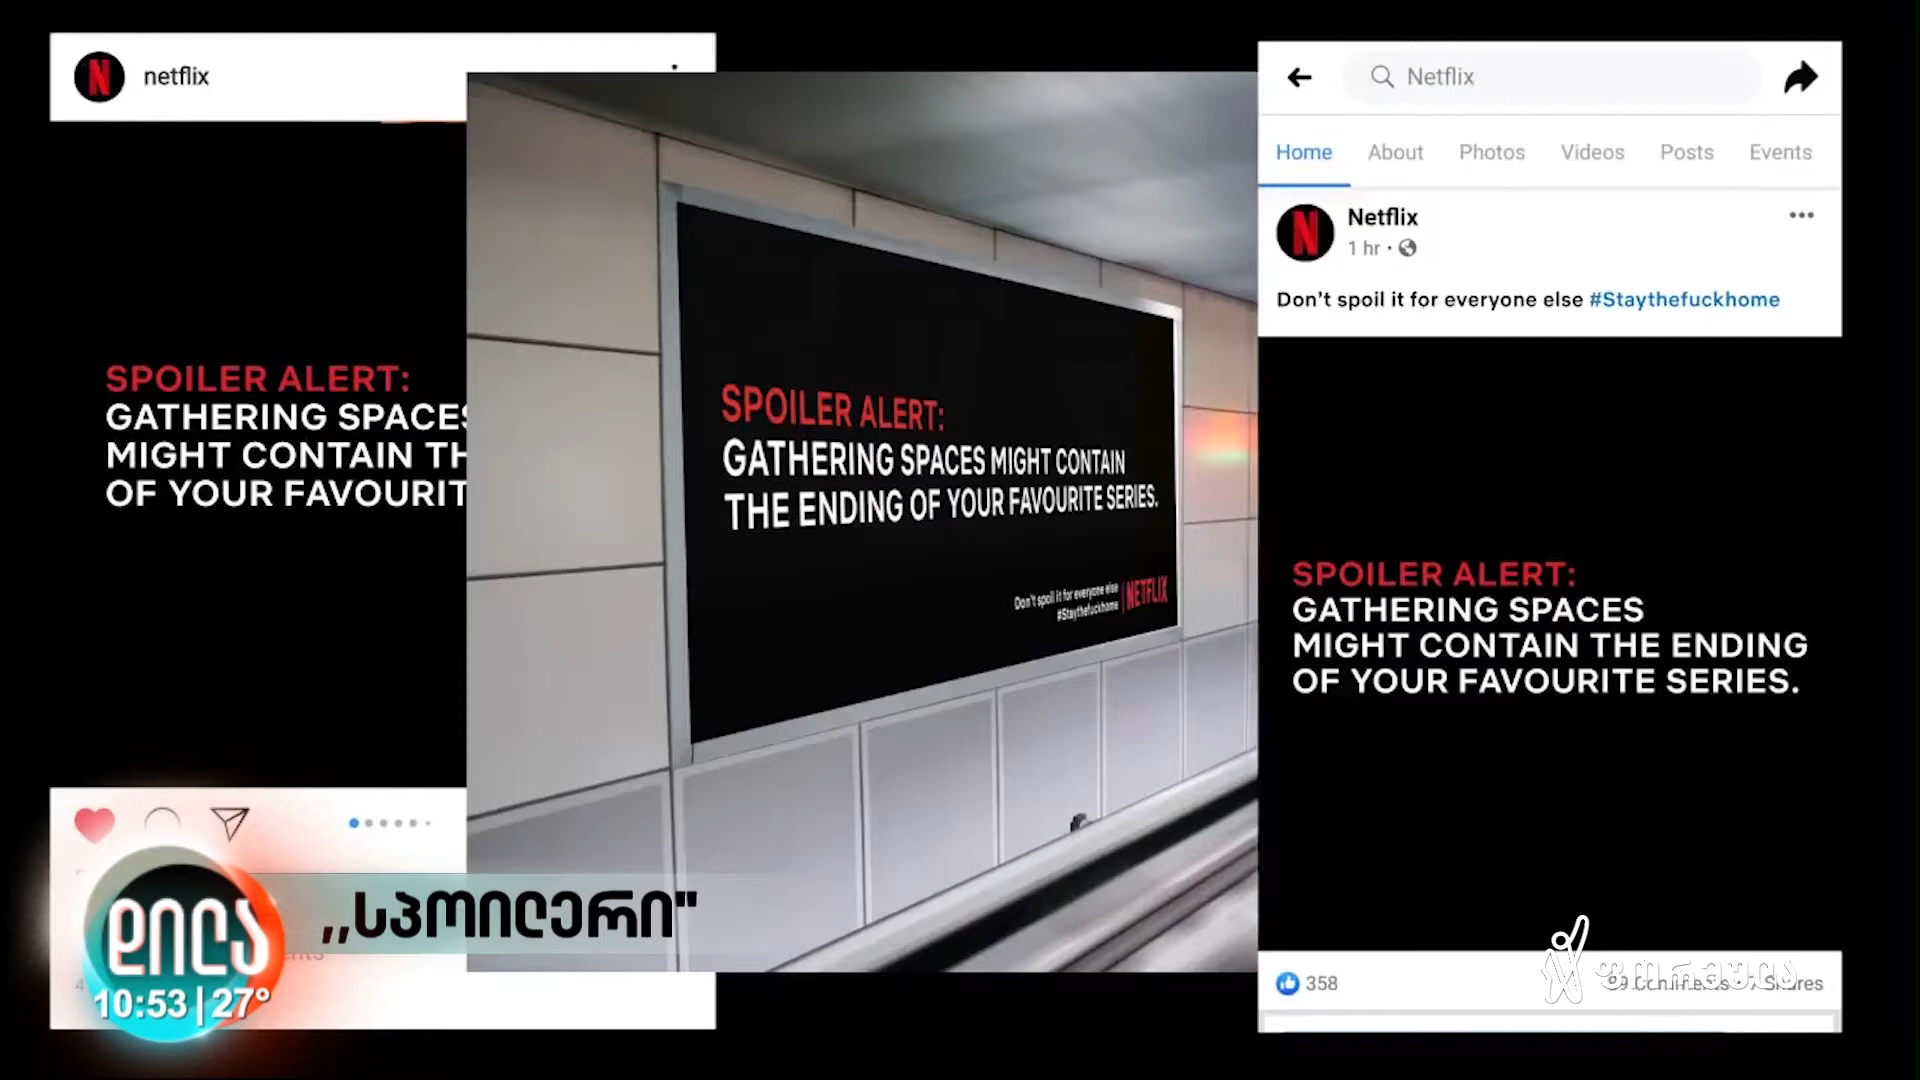 netflix
SPOILER ALERT:
GATHERING SPACES
MIGHT CONTAIN TH
OF YOUR FAVOURIT
SPOILER ALERT:
GATHERING SPACES MIGHT CONTAIN
THE ENDING OF YOUR FAVOURITE SERIES.
Don't spoil it for everyone else
#Staythefuckhome
NETFLIX
Netflix
Home About Photos Videos Posts Events
Netflix
1 hr
Don't spoil it for everyone else #Staythefuckhome
SPOILER ALERT:
GATHERING SPACES
MIGHT CONTAIN THE ENDING
OF YOUR FAVOURITE SERIES.
358
Comments
Shares
დილა
10:53 | 27°
,,სპოილერი"